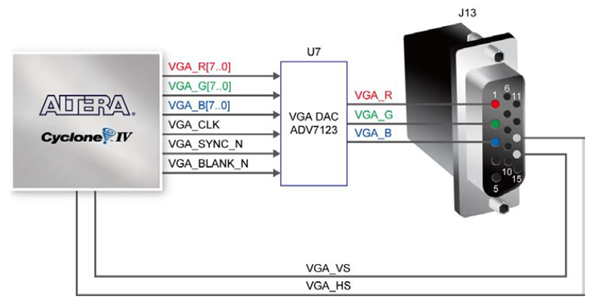 J13
U7
VGA_R[7..0]
VGA_G[7..0]
VGA_B[7..0]
VGA_CLK
VGA_SYNC_N
VGA_BLANK_N
ALTERA
Cyclone IV
VGA DAC
ADV7123
VGA_R
VGA_G
VGA_B
1
6
11
5
10
15
VGA_VS
VGA_HS